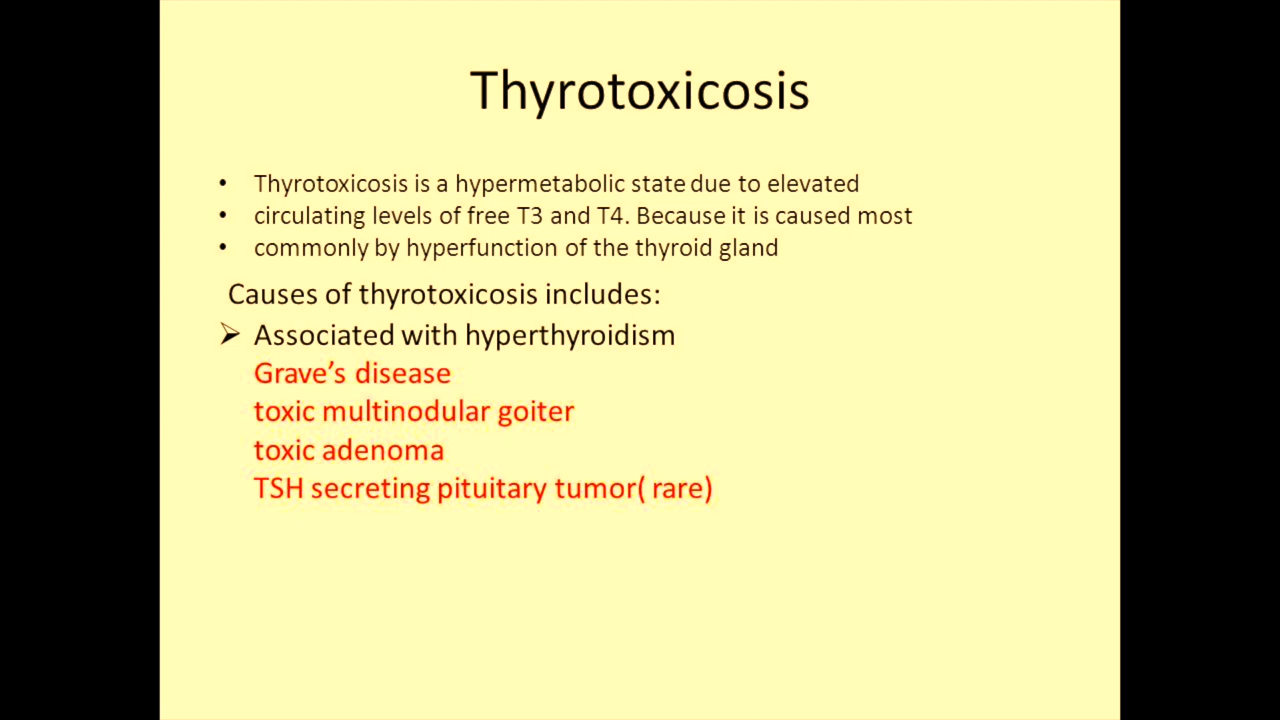 Thyrotoxicosis
• Thyrotoxicosis is a hypermetabolic state due to elevated
• circulating levels of free T3 and T4. Because it is caused most
• commonly by hyperfunction of the thyroid gland
Causes of thyrotoxicosis includes:
➢ Associated with hyperthyroidism
Grave’s disease
toxic multinodular goiter
toxic adenoma
TSH secreting pituitary tumor( rare)